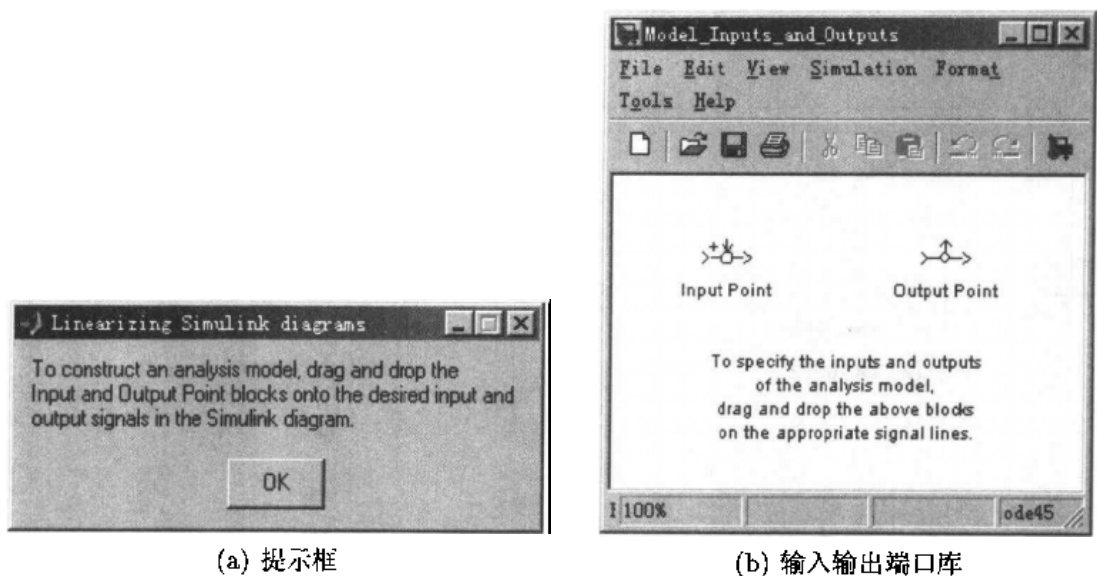 Linearizing Simulink diagrams
To construct an analysis model, drag and drop the
Input and Output Point blocks onto the desired input and
output signals in the Simulink diagram.
OK
(a) 提示框
Model_Inputs_and_Outputs
File Edit View Simulation Format
Tools Help
Input Point Output Point
To specify the inputs and outputs
of the analysis model,
drag and drop the above blocks
on the appropriate signal lines.
100% ode45
(b) 输入输出端口库